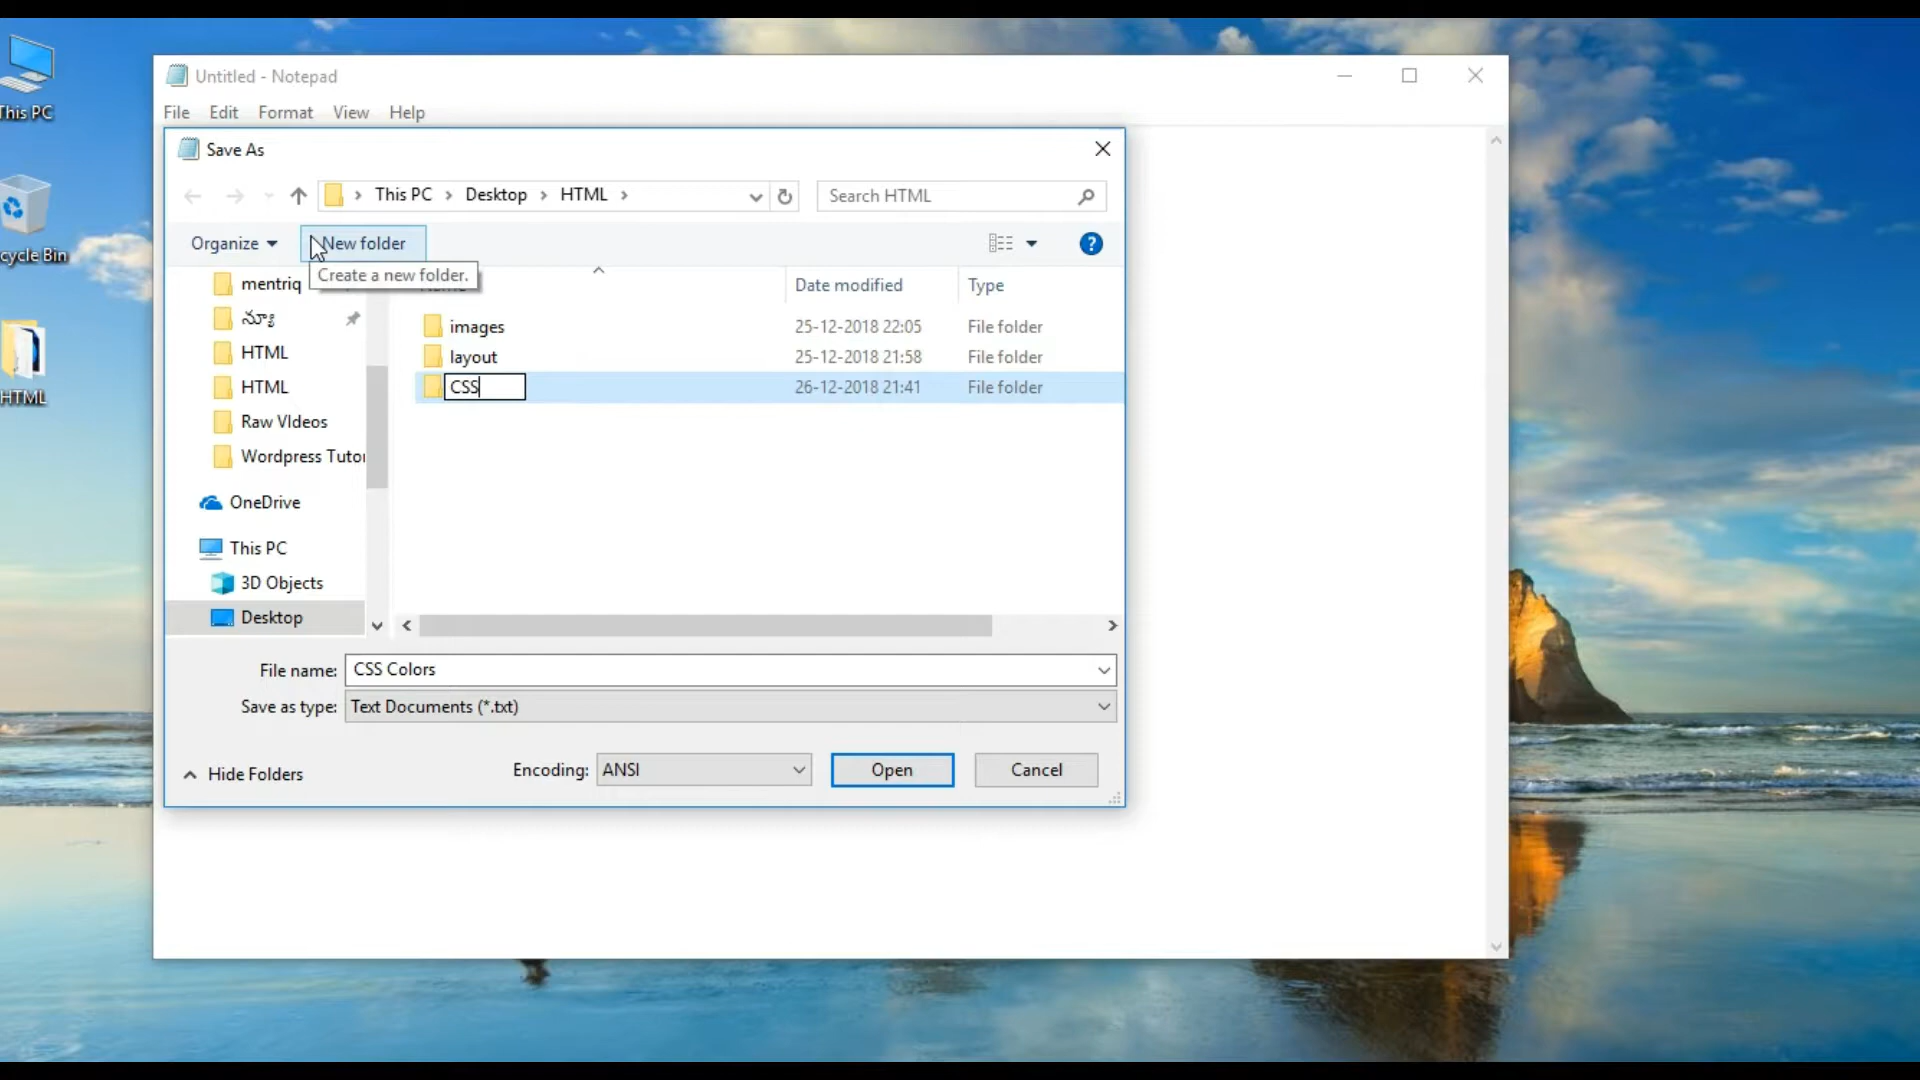 This PC
cycle Bin
HTML
Untitled - Notepad
File Edit Format View Help
Save As
This PC › Desktop › HTML ›
Search HTML
Organize
New folder
Create a new folder.
Date modified
Type
mentriq
న్యూః
HTML
HTML
Raw VIdeos
Wordpress Tutor
OneDrive
This PC
3D Objects
Desktop
images 25-12-2018 22:05 File folder
layout 25-12-2018 21:58 File folder
CSS 26-12-2018 21:41 File folder
File name: CSS Colors
Save as type: Text Documents (*.txt)
Hide Folders
Encoding: ANSI
Open
Cancel